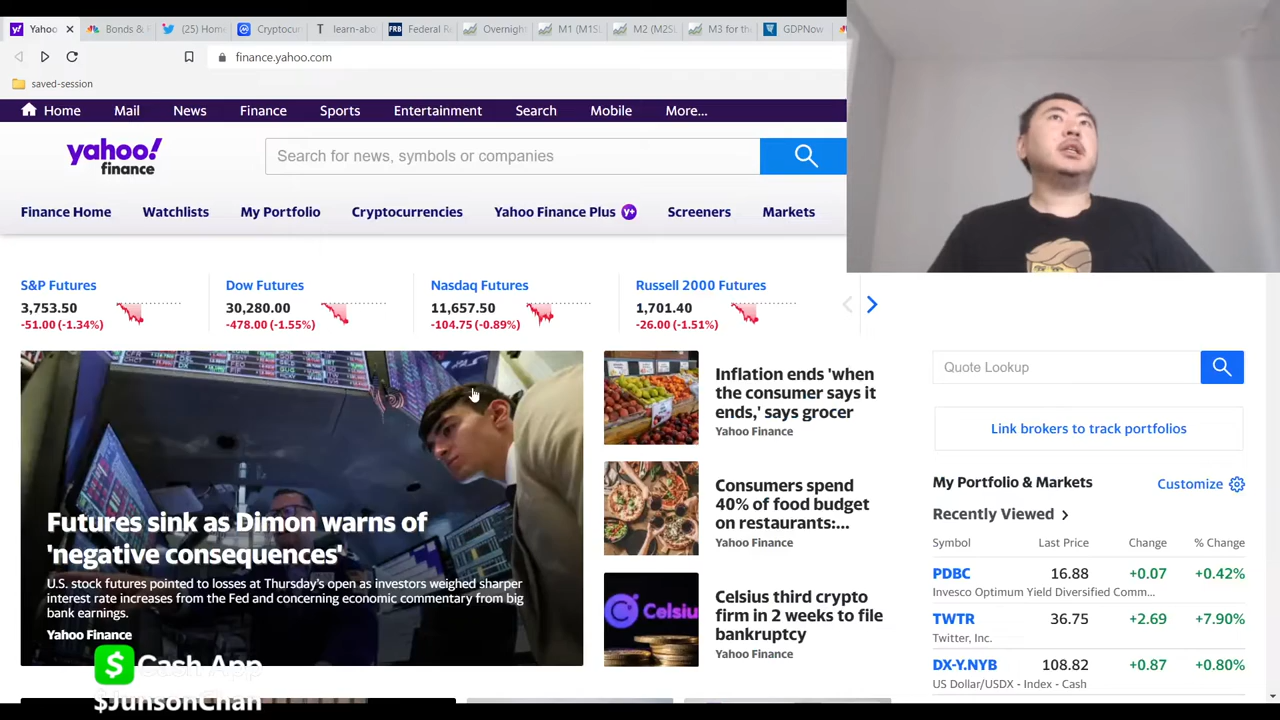 Yahoo
Bonds &
(25) Hom
Cryptocur
learn-abo
Federal R
Overnigh
M1 (M1SL
M2 (M2SL
M3 for th
GDPNow
finance.yahoo.com
saved-session
Home Mail News Finance Sports Entertainment Search Mobile More...
yahoo!
finance
Search for news, symbols or companies
Finance Home Watchlists My Portfolio Cryptocurrencies Yahoo Finance Plus y+ Screeners Markets
S&P Futures
3,753.50
-51.00 (-1.34%)
Dow Futures
30,280.00
-478.00 (-1.55%)
Nasdaq Futures
11,657.50
-104.75 (-0.89%)
Russell 2000 Futures
1,701.40
-26.00 (-1.51%)
Futures sink as Dimon warns of
'negative consequences'
U.S. stock futures pointed to losses at Thursday's open as investors weighed sharper
interest rate increases from the Fed and concerning economic commentary from big
bank earnings.
Yahoo Finance
Inflation ends 'when
the consumer says it
ends,' says grocer
Yahoo Finance
Consumers spend
40% of food budget
on restaurants:...
Yahoo Finance
Celsius
Celsius third crypto
firm in 2 weeks to file
bankruptcy
Yahoo Finance
Quote Lookup
Link brokers to track portfolios
My Portfolio & Markets Customize
Recently Viewed
Symbol Last Price Change % Change
PDBC 16.88 +0.07 +0.42%
Invesco Optimum Yield Diversified Comm...
TWTR 36.75 +2.69 +7.90%
Twitter, Inc.
DX-Y.NYB 108.82 +0.87 +0.80%
US Dollar/USDX - Index - Cash
$ Cash App
$JunsonChan